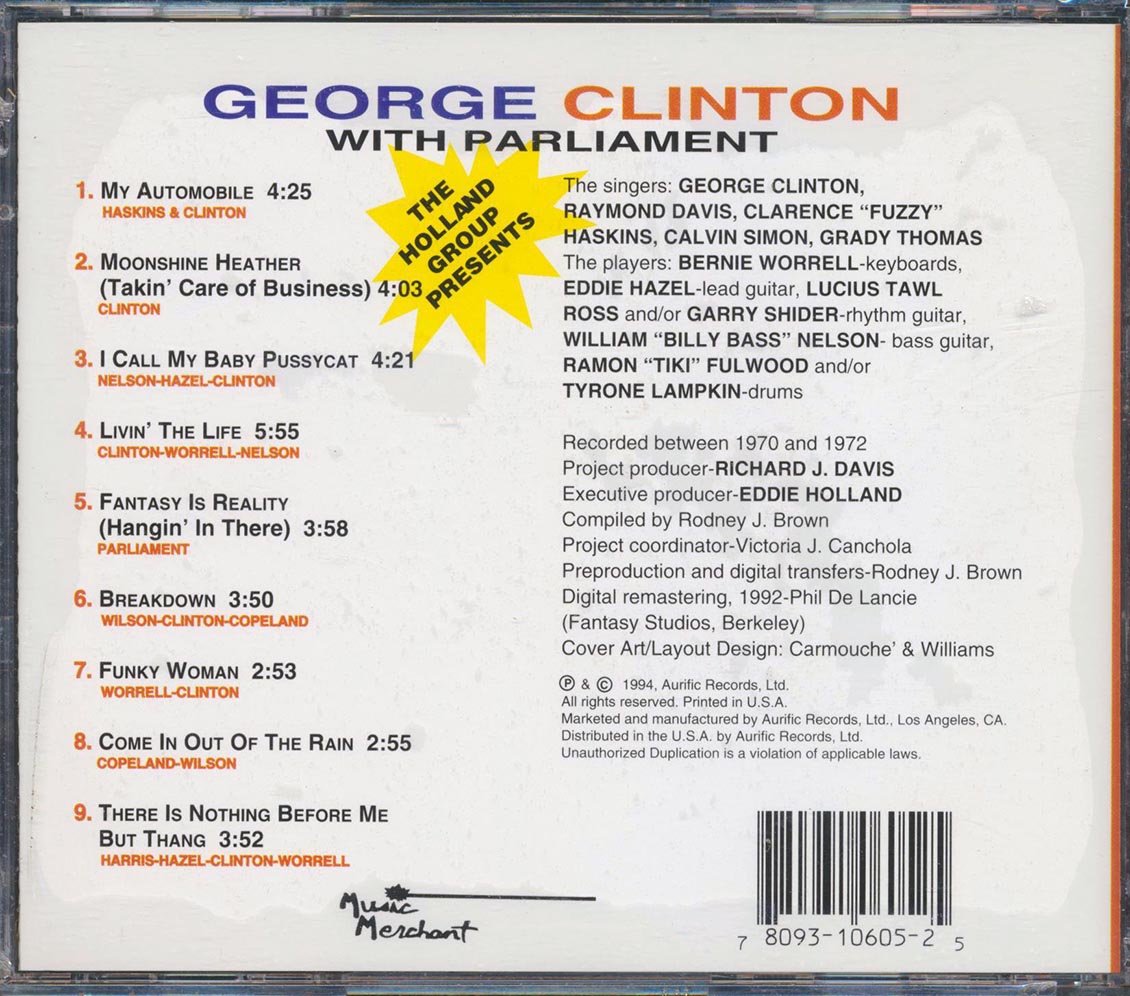 GEORGE CLINTON
WITH PARLIAMENT
THE
HOLLAND
GROUP
PRESENTS
1. MY AUTOMOBILE 4:25
HASKINS & CLINTON
2. MOONSHINE HEATHER
(Takin' Care of Business) 4:03
CLINTON
3. I CALL MY BABY PUSSYCAT 4:21
NELSON-HAZEL-CLINTON
4. LIVIN' THE LIFE 5:55
CLINTON-WORRELL-NELSON
5. FANTASY IS REALITY
(Hangin' In There) 3:58
PARLIAMENT
6. BREAKDOWN 3:50
WILSON-CLINTON-COPELAND
7. FUNKY WOMAN 2:53
WORRELL-CLINTON
8. COME IN OUT OF THE RAIN 2:55
COPELAND-WILSON
9. THERE IS NOTHING BEFORE ME
BUT THANG 3:52
HARRIS-HAZEL-CLINTON-WORRELL
The singers: GEORGE CLINTON,
RAYMOND DAVIS, CLARENCE “FUZZY”
HASKINS, CALVIN SIMON, GRADY THOMAS
The players: BERNIE WORRELL-keyboards,
EDDIE HAZEL-lead guitar, LUCIUS TAWL
ROSS and/or GARRY SHIDER-rhythm guitar,
WILLIAM “BILLY BASS” NELSON- bass guitar,
RAMON “TIKI” FULWOOD and/or
TYRONE LAMPKIN-drums
Recorded between 1970 and 1972
Project producer-RICHARD J. DAVIS
Executive producer-EDDIE HOLLAND
Compiled by Rodney J. Brown
Project coordinator-Victoria J. Canchola
Preproduction and digital transfers-Rodney J. Brown
Digital remastering, 1992-Phil De Lancie
(Fantasy Studios, Berkeley)
Cover Art/Layout Design: Carmouche' & Williams
℗ & © 1994, Aurific Records, Ltd.
All rights reserved. Printed in U.S.A.
Marketed and manufactured by Aurific Records, Ltd., Los Angeles, CA.
Distributed in the U.S.A. by Aurific Records, Ltd.
Unauthorized Duplication is a violation of applicable laws.
Music
Merchant
7 8093-10605-2 5